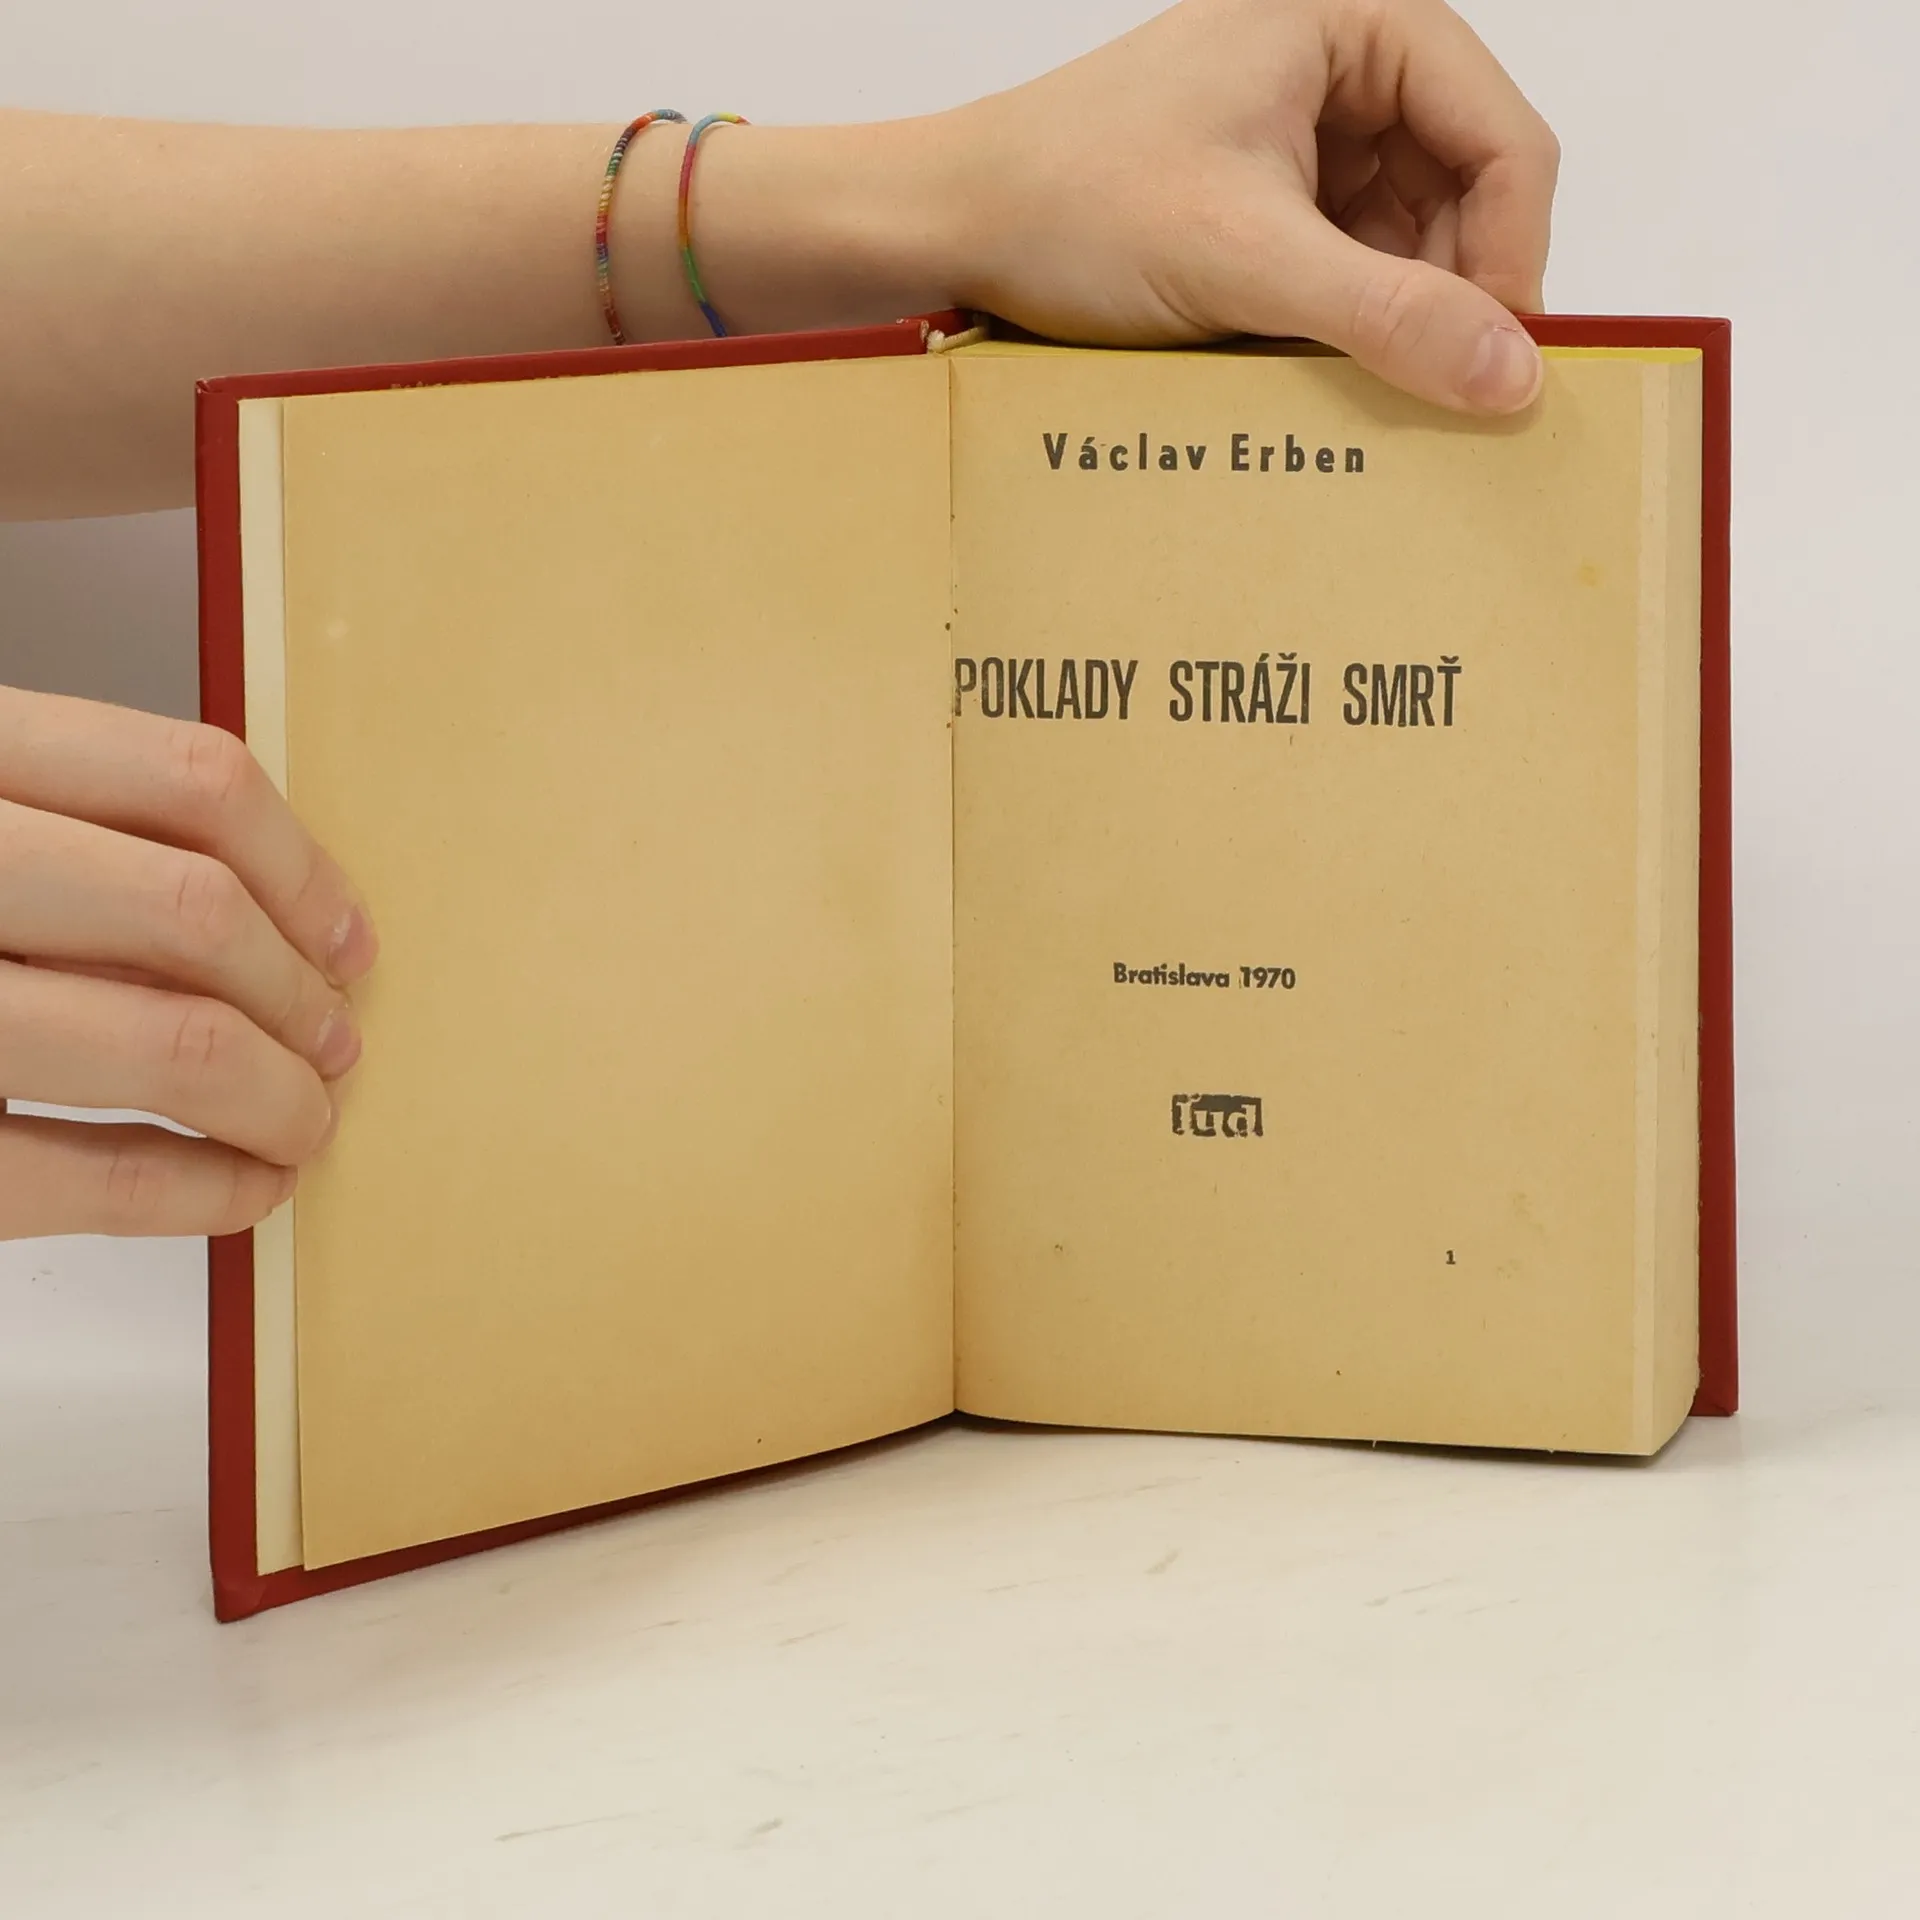 Václav Erben
POKLADY STRÁŽI SMRŤ
Bratislava 1970
ľud
1